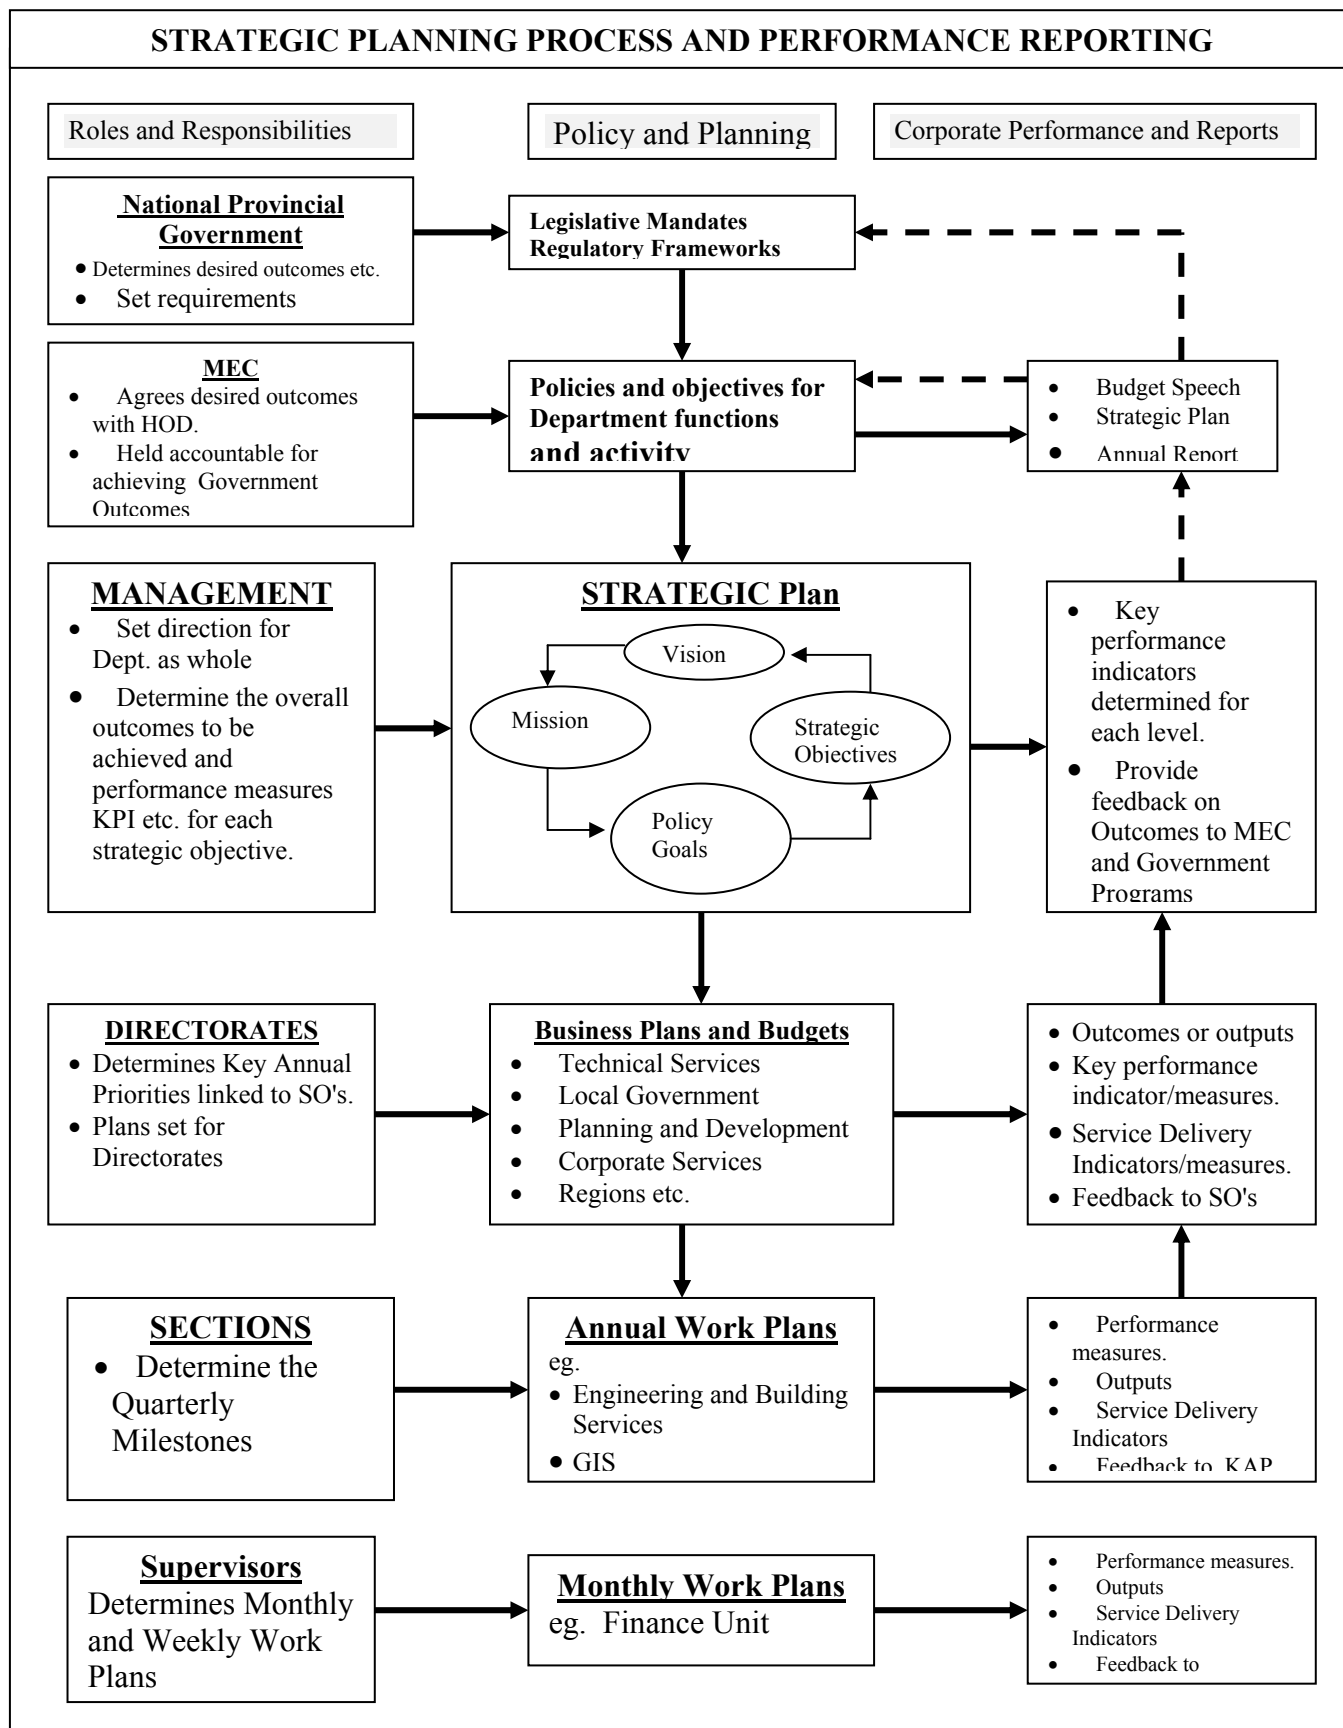 STRATEGIC PLANNING PROCESS AND PERFORMANCE REPORTING
Roles and Responsibilities
Policy and Planning
Corporate Performance and Reports
National Provincial
Government
• Determines desired outcomes etc.
• Set requirements
Legislative Mandates
Regulatory Frameworks
MEC
• Agrees desired outcomes
with HOD.
• Held accountable for
achieving Government
Outcomes
Policies and objectives for
Department functions
and activity
• Budget Speech
• Strategic Plan
• Annual Report
MANAGEMENT
• Set direction for
Dept. as whole
• Determine the overall
outcomes to be
achieved and
performance measures
KPI etc. for each
strategic objective.
STRATEGIC Plan
Vision
Mission
Strategic
Objectives
Policy
Goals
• Key
performance
indicators
determined for
each level.
• Provide
feedback on
Outcomes to MEC
and Government
Programs
DIRECTORATES
• Determines Key Annual
Priorities linked to SO's.
• Plans set for
Directorates
Business Plans and Budgets
• Technical Services
• Local Government
• Planning and Development
• Corporate Services
• Regions etc.
• Outcomes or outputs
• Key performance
indicator/measures.
• Service Delivery
Indicators/measures.
• Feedback to SO's
SECTIONS
• Determine the
Quarterly
Milestones
Annual Work Plans
eg.
• Engineering and Building
Services
• GIS
• Performance
measures.
• Outputs
• Service Delivery
Indicators
• Feedback to KAP
Supervisors
Determines Monthly
and Weekly Work
Plans
Monthly Work Plans
eg. Finance Unit
• Performance measures.
• Outputs
• Service Delivery
Indicators
• Feedback to